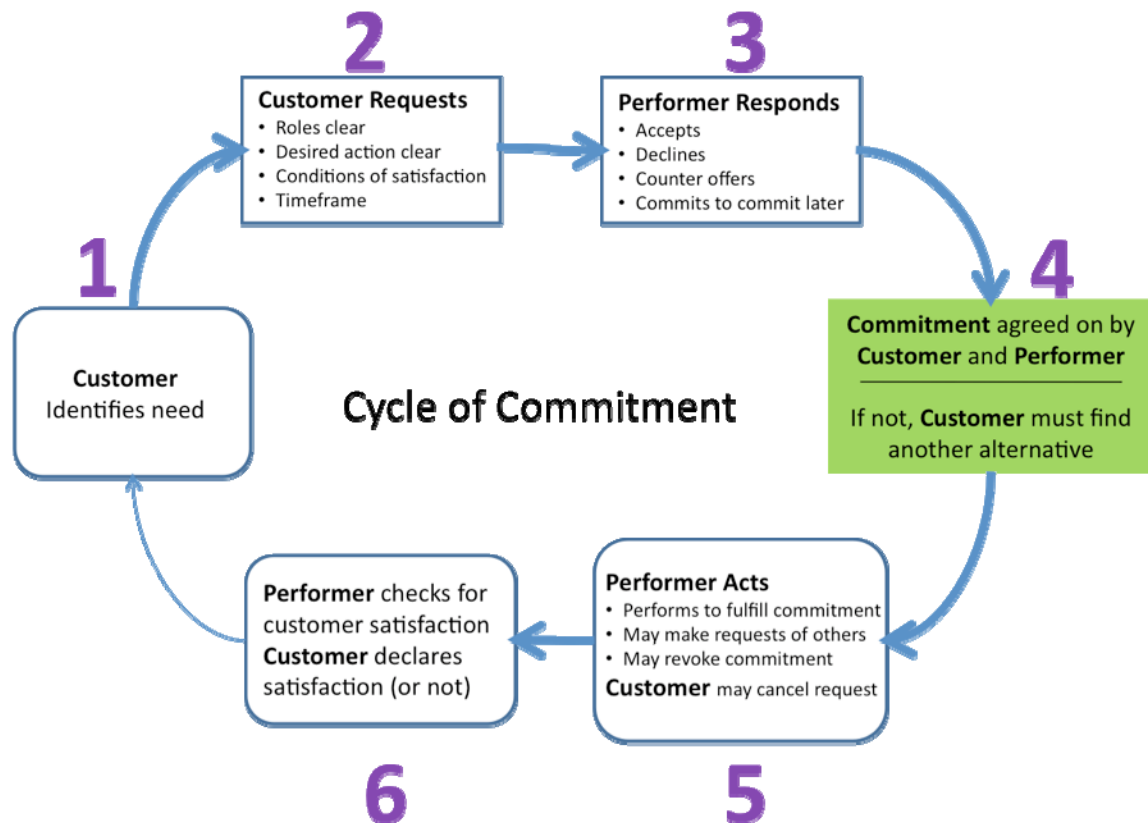 1
Customer
Identifies need
2
Customer Requests
• Roles clear
• Desired action clear
• Conditions of satisfaction
• Timeframe
3
Performer Responds
• Accepts
• Declines
• Counter offers
• Commits to commit later
4
Commitment agreed on by
Customer and Performer
If not, Customer must find
another alternative
Cycle of Commitment
Performer Acts
• Performs to fulfill commitment
• May make requests of others
• May revoke commitment
Customer may cancel request
5
Performer checks for
customer satisfaction
Customer declares
satisfaction (or not)
6